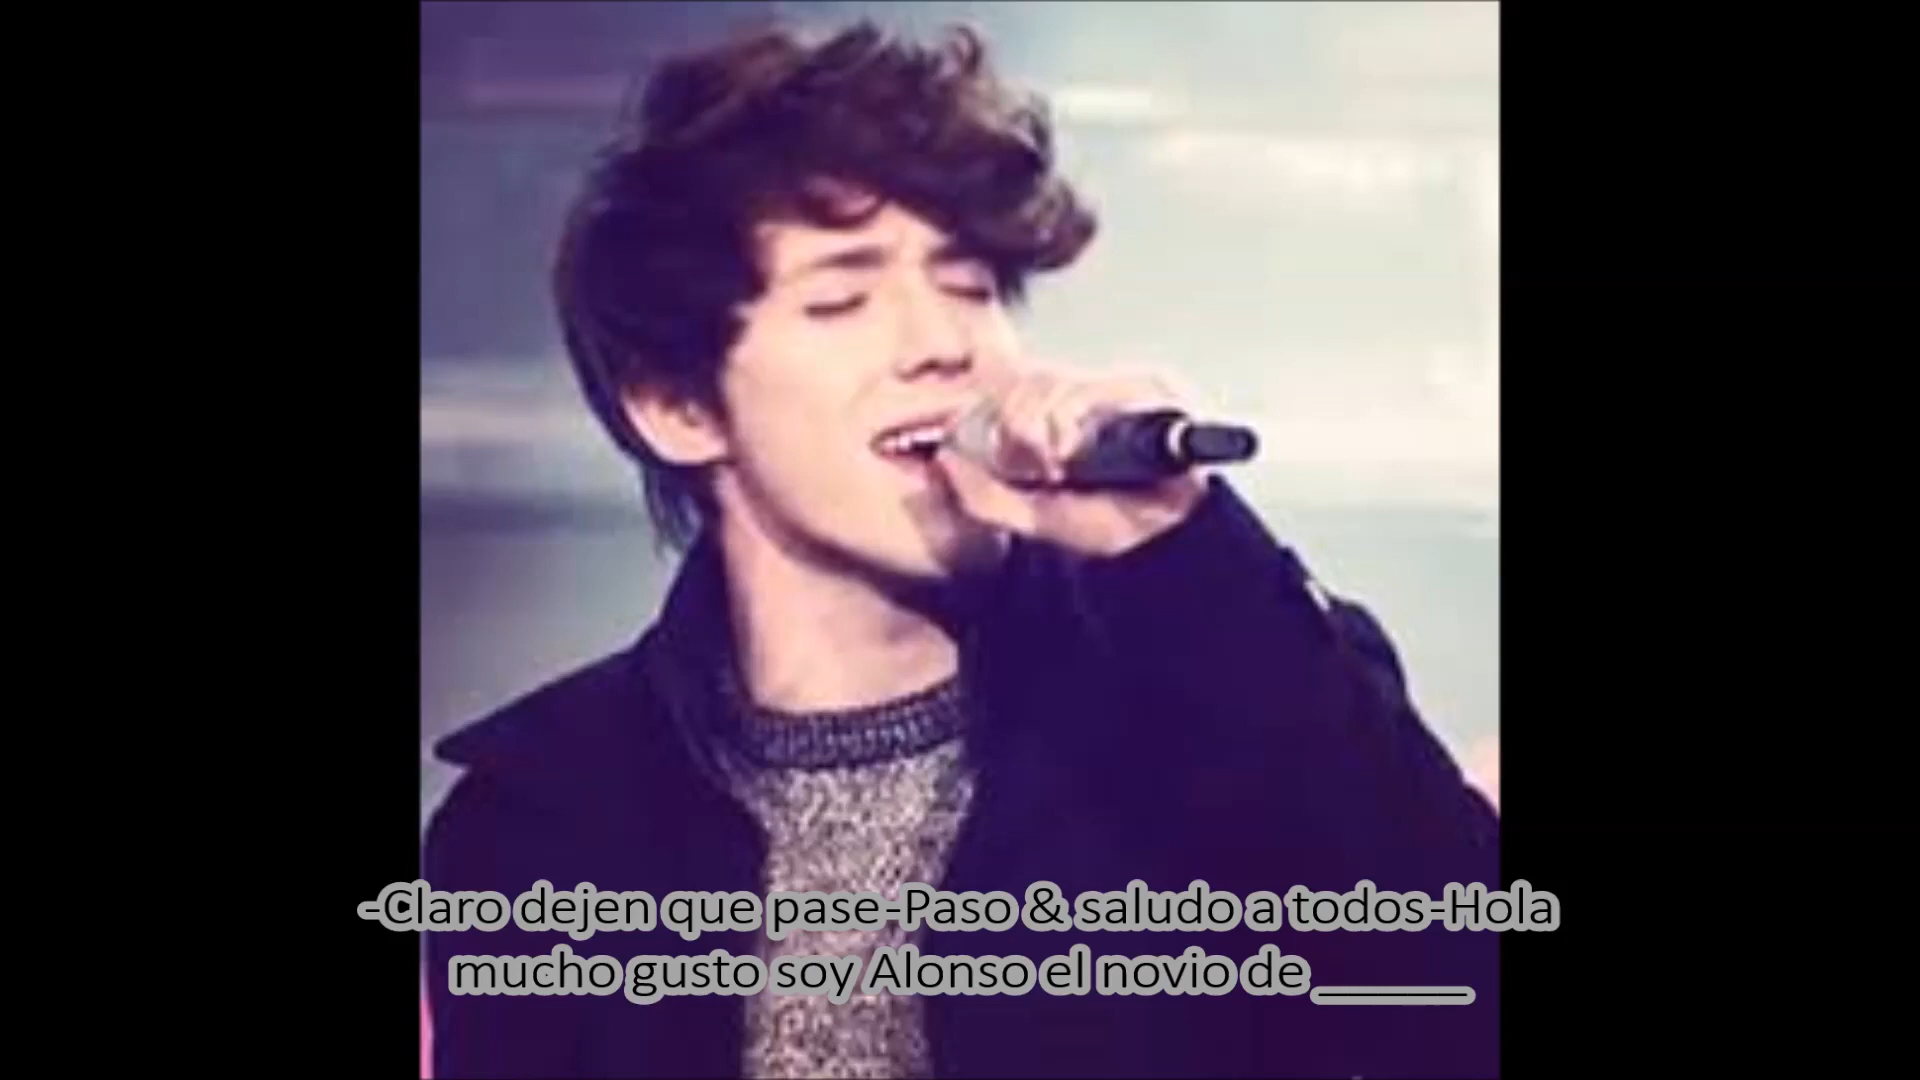 -Claro dejen que pase-Paso & saludo a todos-Hola
mucho gusto soy Alonso el novio de _____